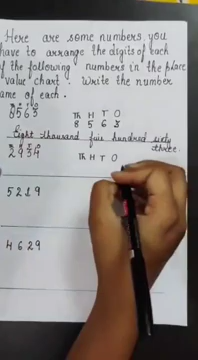 Here are some numbers you
have to arrange the digits of each
of the following numbers in the place
value chart. Write the number
ame of each.
8563
Th H T O
8 5 6 3
Eight thousand five hundred sixty
three.
2934
Th H T O
5219
4629